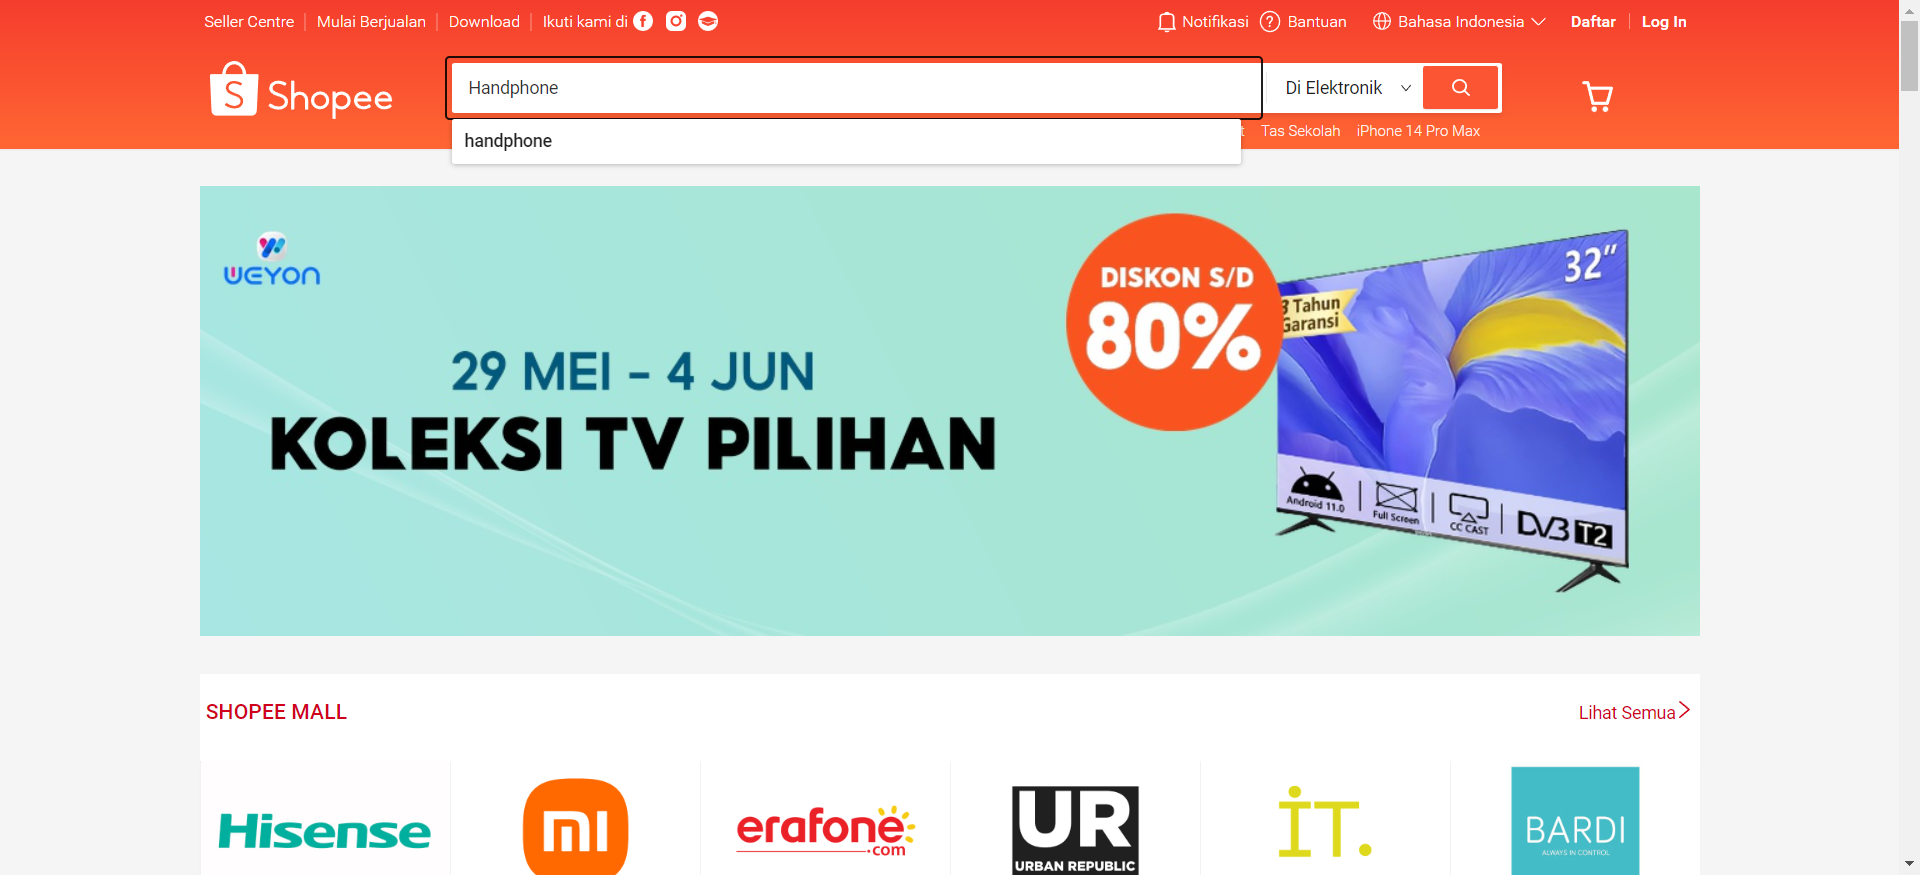 Seller Centre Mulai Berjualan Download Ikuti kami di Notifikasi Bantuan Bahasa Indonesia Daftar Log In
Shopee
Handphone Di Elektronik
Tas Sekolah iPhone 14 Pro Max
handphone
WEYON
DISKON S/D
80%
32”
Tahun
Garansi
29 MEI - 4 JUN
KOLEKSI TV PILIHAN
Android 11.0 Full Screen CC CAST DVB T2
SHOPEE MALL Lihat Semua
Hisense
mi
erafone
.com
UR
URBAN REPUBLIC
iT.
BARDI
ALWAYS IN CONTROL